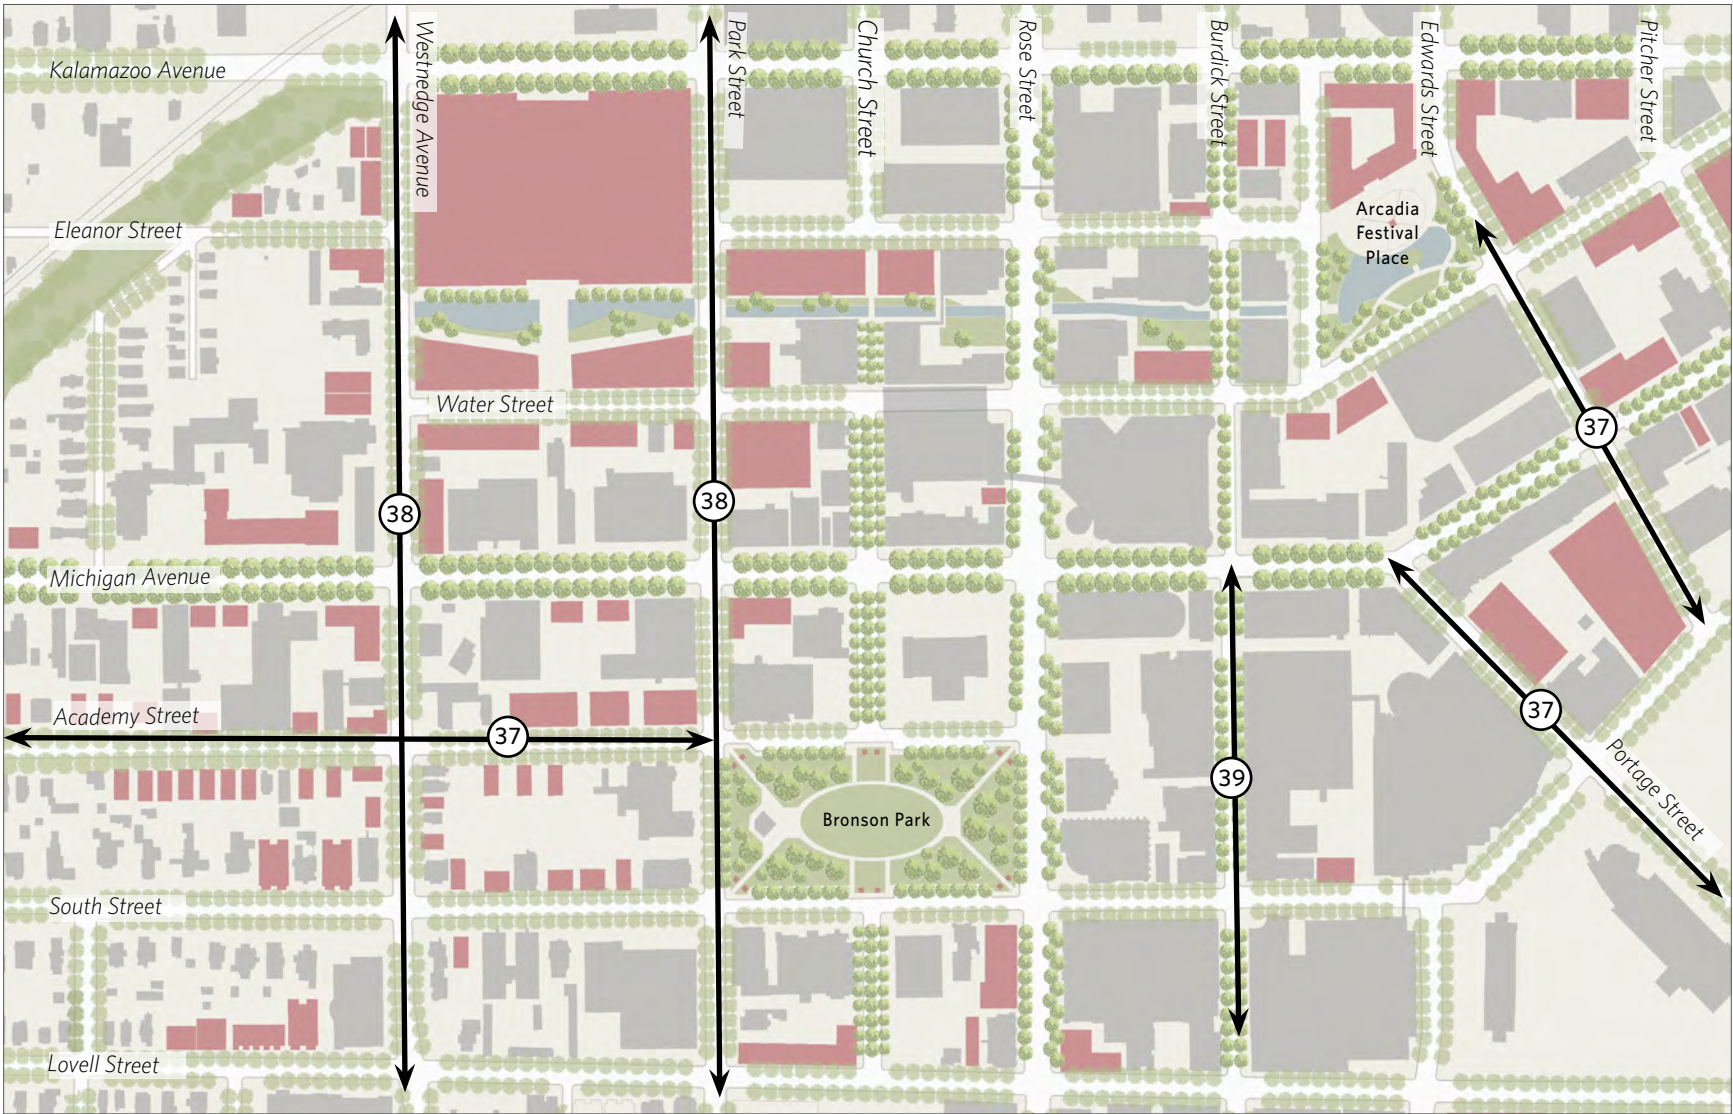 Westnedge Avenue
Park Street
Church Street
Rose Street
Burdick Street
Edwards Street
Pitcher Street
Kalamazoo Avenue
Eleanor Street
Arcadia
Festival
Place
Water Street
37
38
38
Michigan Avenue
Academy Street
37
37
39
Portage Street
Bronson Park
South Street
Lovell Street